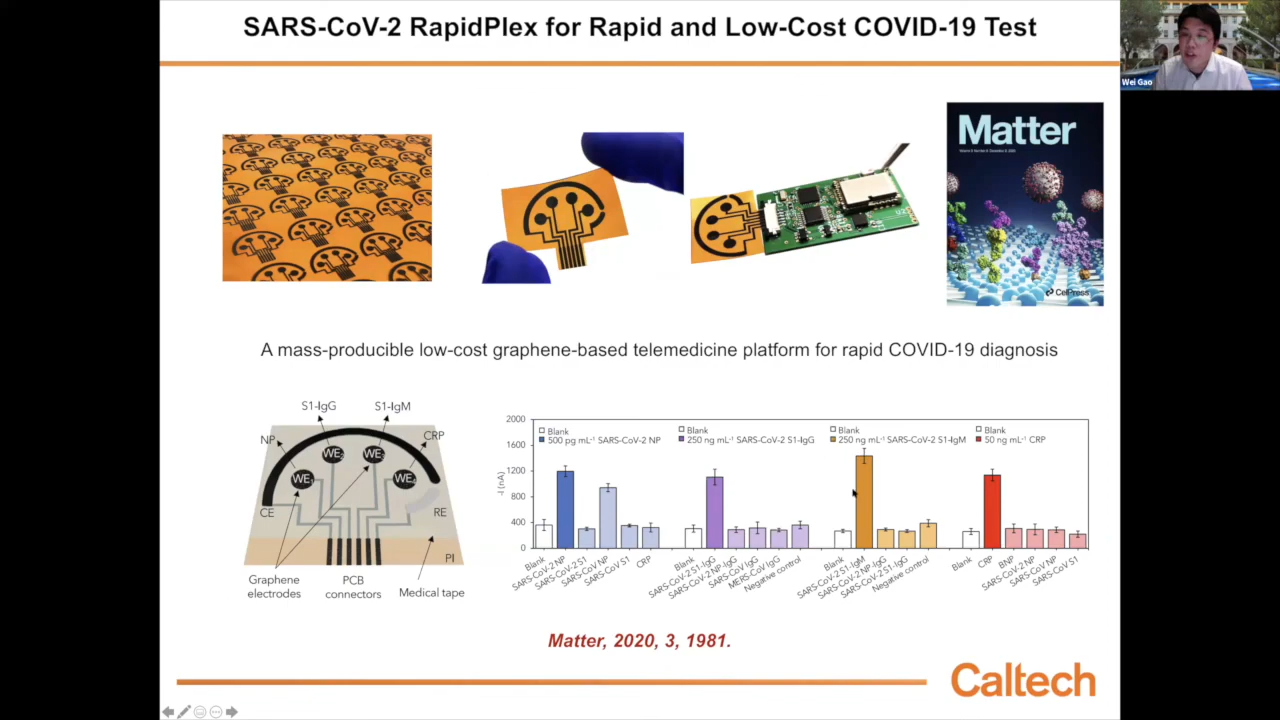 SARS-CoV-2 RapidPlex for Rapid and Low-Cost COVID-19 Test
Wei Gao
Matter
CelPress
A mass-producible low-cost graphene-based telemedicine platform for rapid COVID-19 diagnosis
S1-IgG
S1-IgM
NP
CRP
WE
WE
WE
WE
CE
RE
PI
Graphene
electrodes
PCB
connectors
Medical tape
2000
1600
1200
800
400
0
-I (nA)
Blank
500 pg mL⁻¹ SARS-CoV-2 NP
Blank
250 ng mL⁻¹ SARS-CoV-2 S1-IgG
Blank
250 ng mL⁻¹ SARS-CoV-2 S1-IgM
Blank
50 ng mL⁻¹ CRP
Blank
SARS-CoV-2 NP
SARS-CoV-2 S1
SARS-CoV NP
SARS-CoV S1
CRP
Blank
SARS-CoV-2 S1-IgG
SARS-CoV-2 NP-IgG
SARS-CoV IgG
MERS-CoV IgG
Negative control
Blank
SARS-CoV-2 S1-IgM
SARS-CoV-2 NP-IgG
SARS-CoV-2 S1-IgG
Negative control
Blank
CRP
BNP
SARS-CoV-2 NP
SARS-CoV NP
SARS-CoV S1
Matter, 2020, 3, 1981.
Caltech